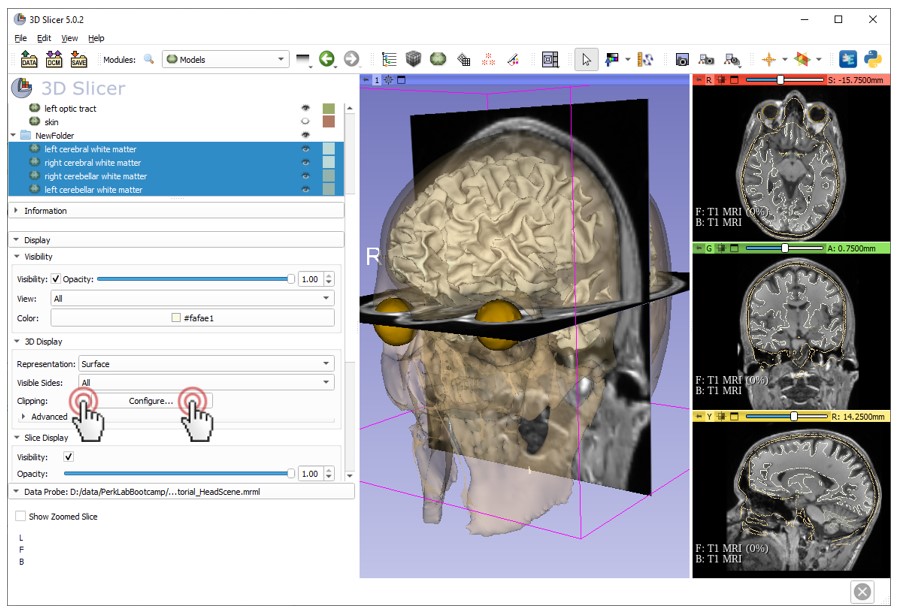 3D Slicer 5.0.2
File Edit View Help
DATA DCM SAVE Modules: Models
3D Slicer
left optic tract
skin
NewFolder
left cerebral white matter
right cerebral white matter
right cerebellar white matter
left cerebellar white matter
Information
Display
Visibility
Visibility: Opacity: 1.00
View: All
Color: #fafae1
3D Display
Representation: Surface
Visible Sides: All
Clipping: Configure...
Advanced
Slice Display
Visibility:
Opacity: 1.00
Data Probe: D:/data/PerkLabBootcamp/...torial_HeadScene.mrml
Show Zoomed Slice
L
F
B
1
R
R S: -15.7500mm
F: T1 MRI (0%)
B: T1 MRI
G A: 0.7500mm
F: T1 MRI (0%)
B: T1 MRI
Y R: 14.2500mm
F: T1 MRI (0%)
B: T1 MRI